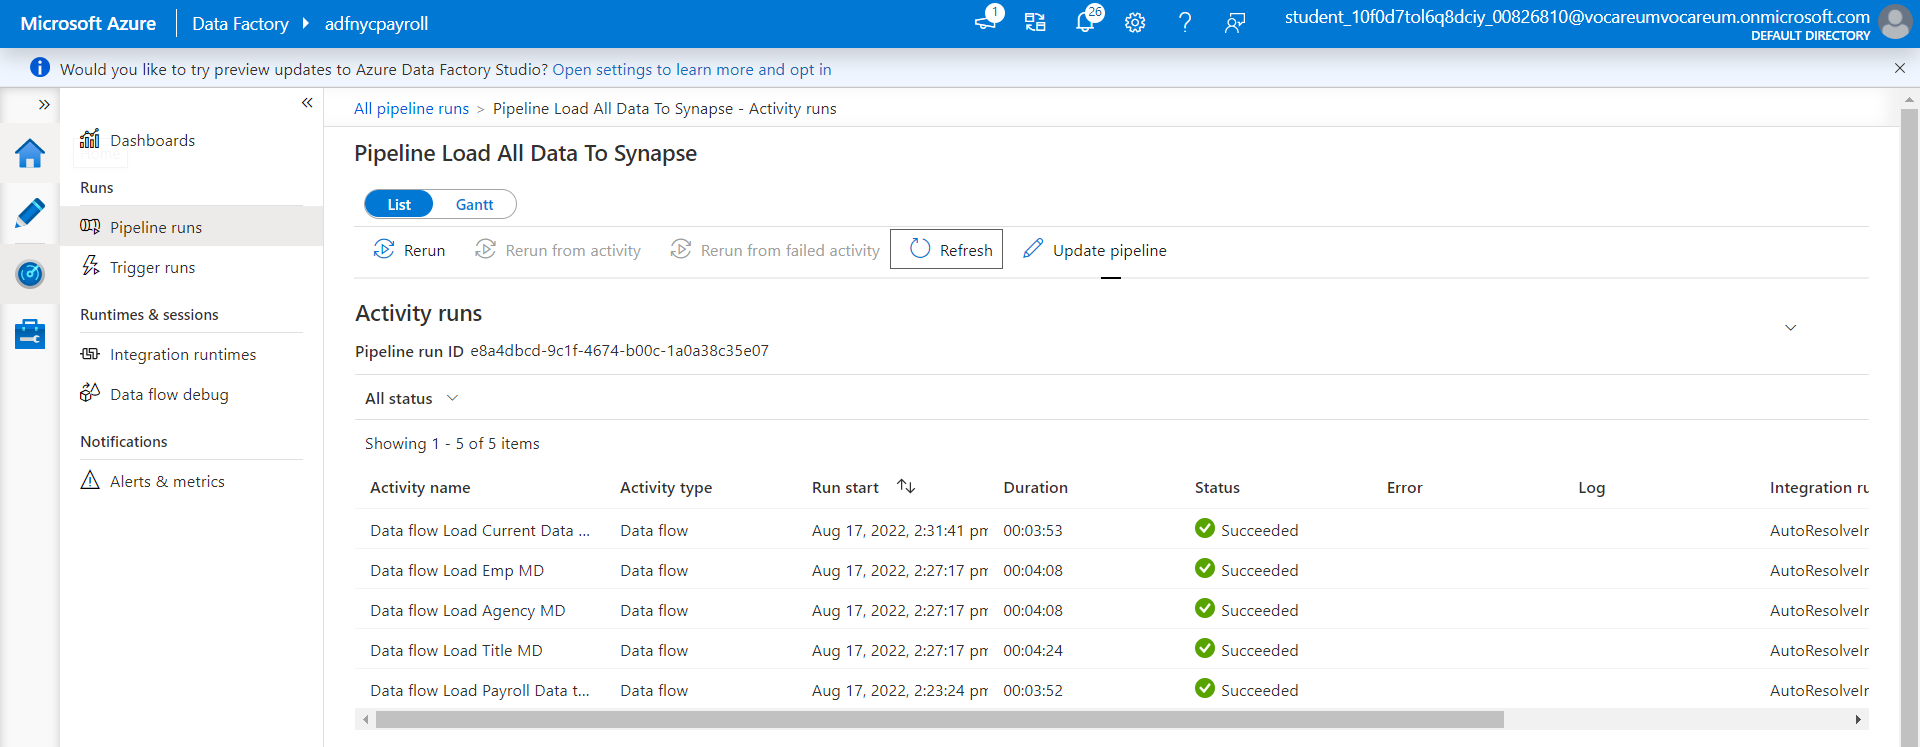 Microsoft Azure
Data Factory
adfnycpayroll
1
26
student_10f0d7tol6q8dciy_00826810@vocareumvocareum.onmicrosoft.com
DEFAULT DIRECTORY
Would you like to try preview updates to Azure Data Factory Studio? Open settings to learn more and opt in
Dashboards
Runs
Pipeline runs
Trigger runs
Runtimes & sessions
Integration runtimes
Data flow debug
Notifications
Alerts & metrics
All pipeline runs > Pipeline Load All Data To Synapse - Activity runs
Pipeline Load All Data To Synapse
List Gantt
Rerun Rerun from activity Rerun from failed activity Refresh Update pipeline
Activity runs
Pipeline run ID e8a4dbcd-9c1f-4674-b00c-1a0a38c35e07
All status
Showing 1 - 5 of 5 items
Activity name Activity type Run start Duration Status Error Log Integration ru
Data flow Load Current Data ... Data flow Aug 17, 2022, 2:31:41 pm 00:03:53 Succeeded AutoResolveIr
Data flow Load Emp MD Data flow Aug 17, 2022, 2:27:17 pm 00:04:08 Succeeded AutoResolveIr
Data flow Load Agency MD Data flow Aug 17, 2022, 2:27:17 pm 00:04:08 Succeeded AutoResolveIr
Data flow Load Title MD Data flow Aug 17, 2022, 2:27:17 pm 00:04:24 Succeeded AutoResolveIr
Data flow Load Payroll Data t... Data flow Aug 17, 2022, 2:23:24 pm 00:03:52 Succeeded AutoResolveIr